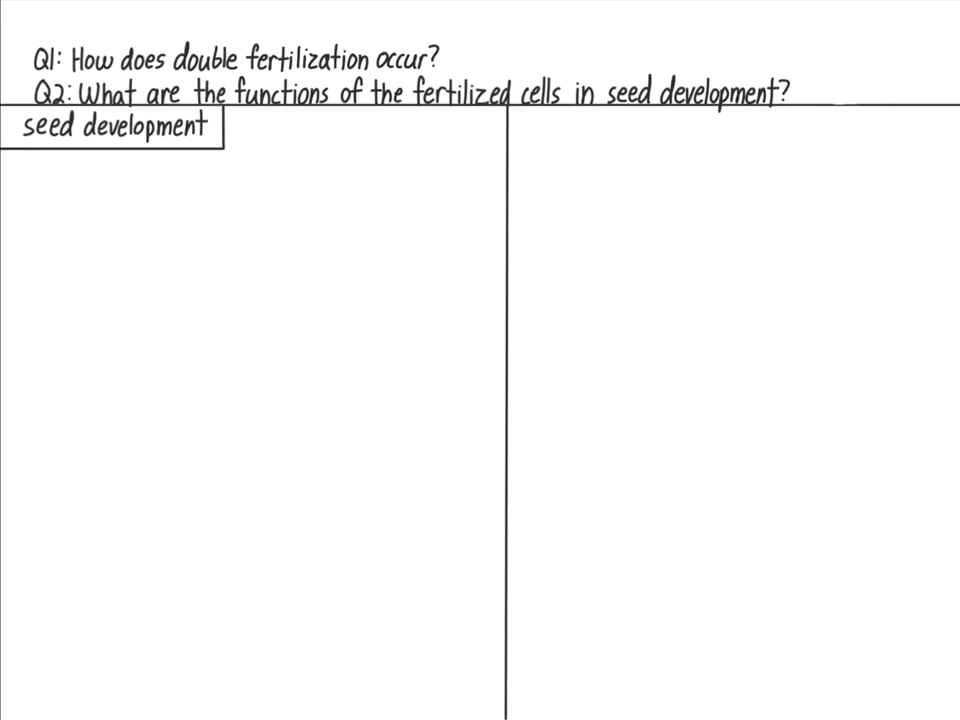 Q1: How does double fertilization occur?
Q2: What are the functions of the fertilized cells in seed development?
seed development